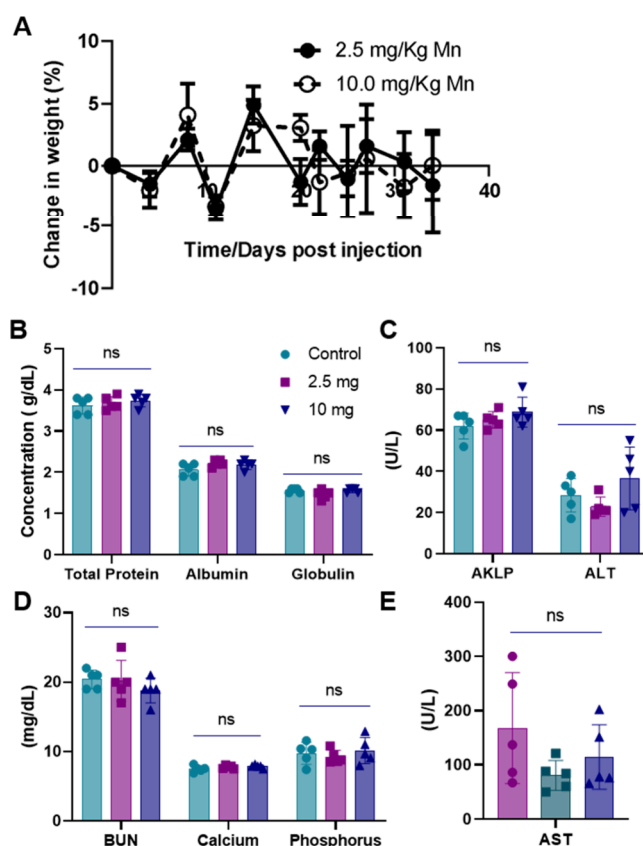 A
Change in weight (%)
10
5
0
-5
-10
2.5 mg/Kg Mn
10.0 mg/Kg Mn
10
20
30
40
Time/Days post injection
B
Concentration ( g/dL)
5
4
3
2
1
0
ns
ns
ns
Control
2.5 mg
10 mg
Total Protein
Albumin
Globulin
C
(U/L)
100
80
60
40
20
0
ns
ns
AKLP
ALT
D
(mg/dL)
30
20
10
0
ns
ns
ns
BUN
Calcium
Phosphorus
E
(U/L)
400
300
200
100
0
ns
AST